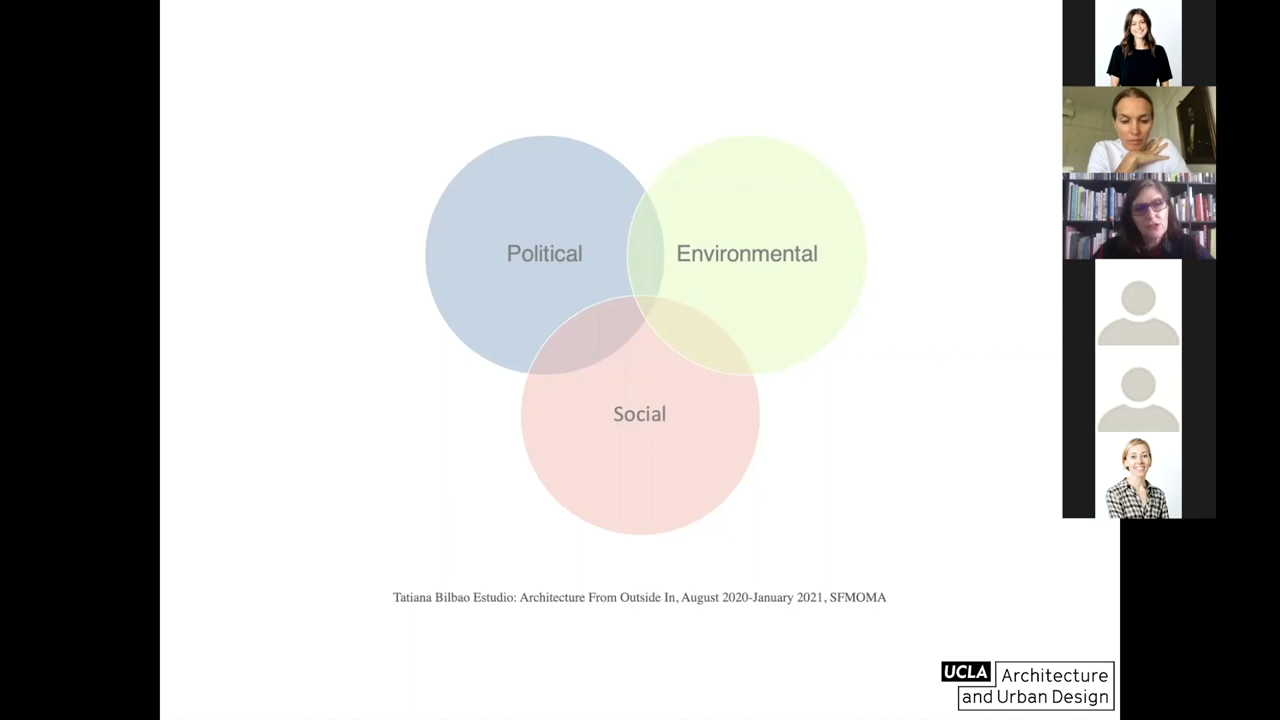 Political
Environmental
Social
Tatiana Bilbao Estudio: Architecture From Outside In, August 2020-January 2021, SFMOMA
UCLA
Architecture
and Urban Design